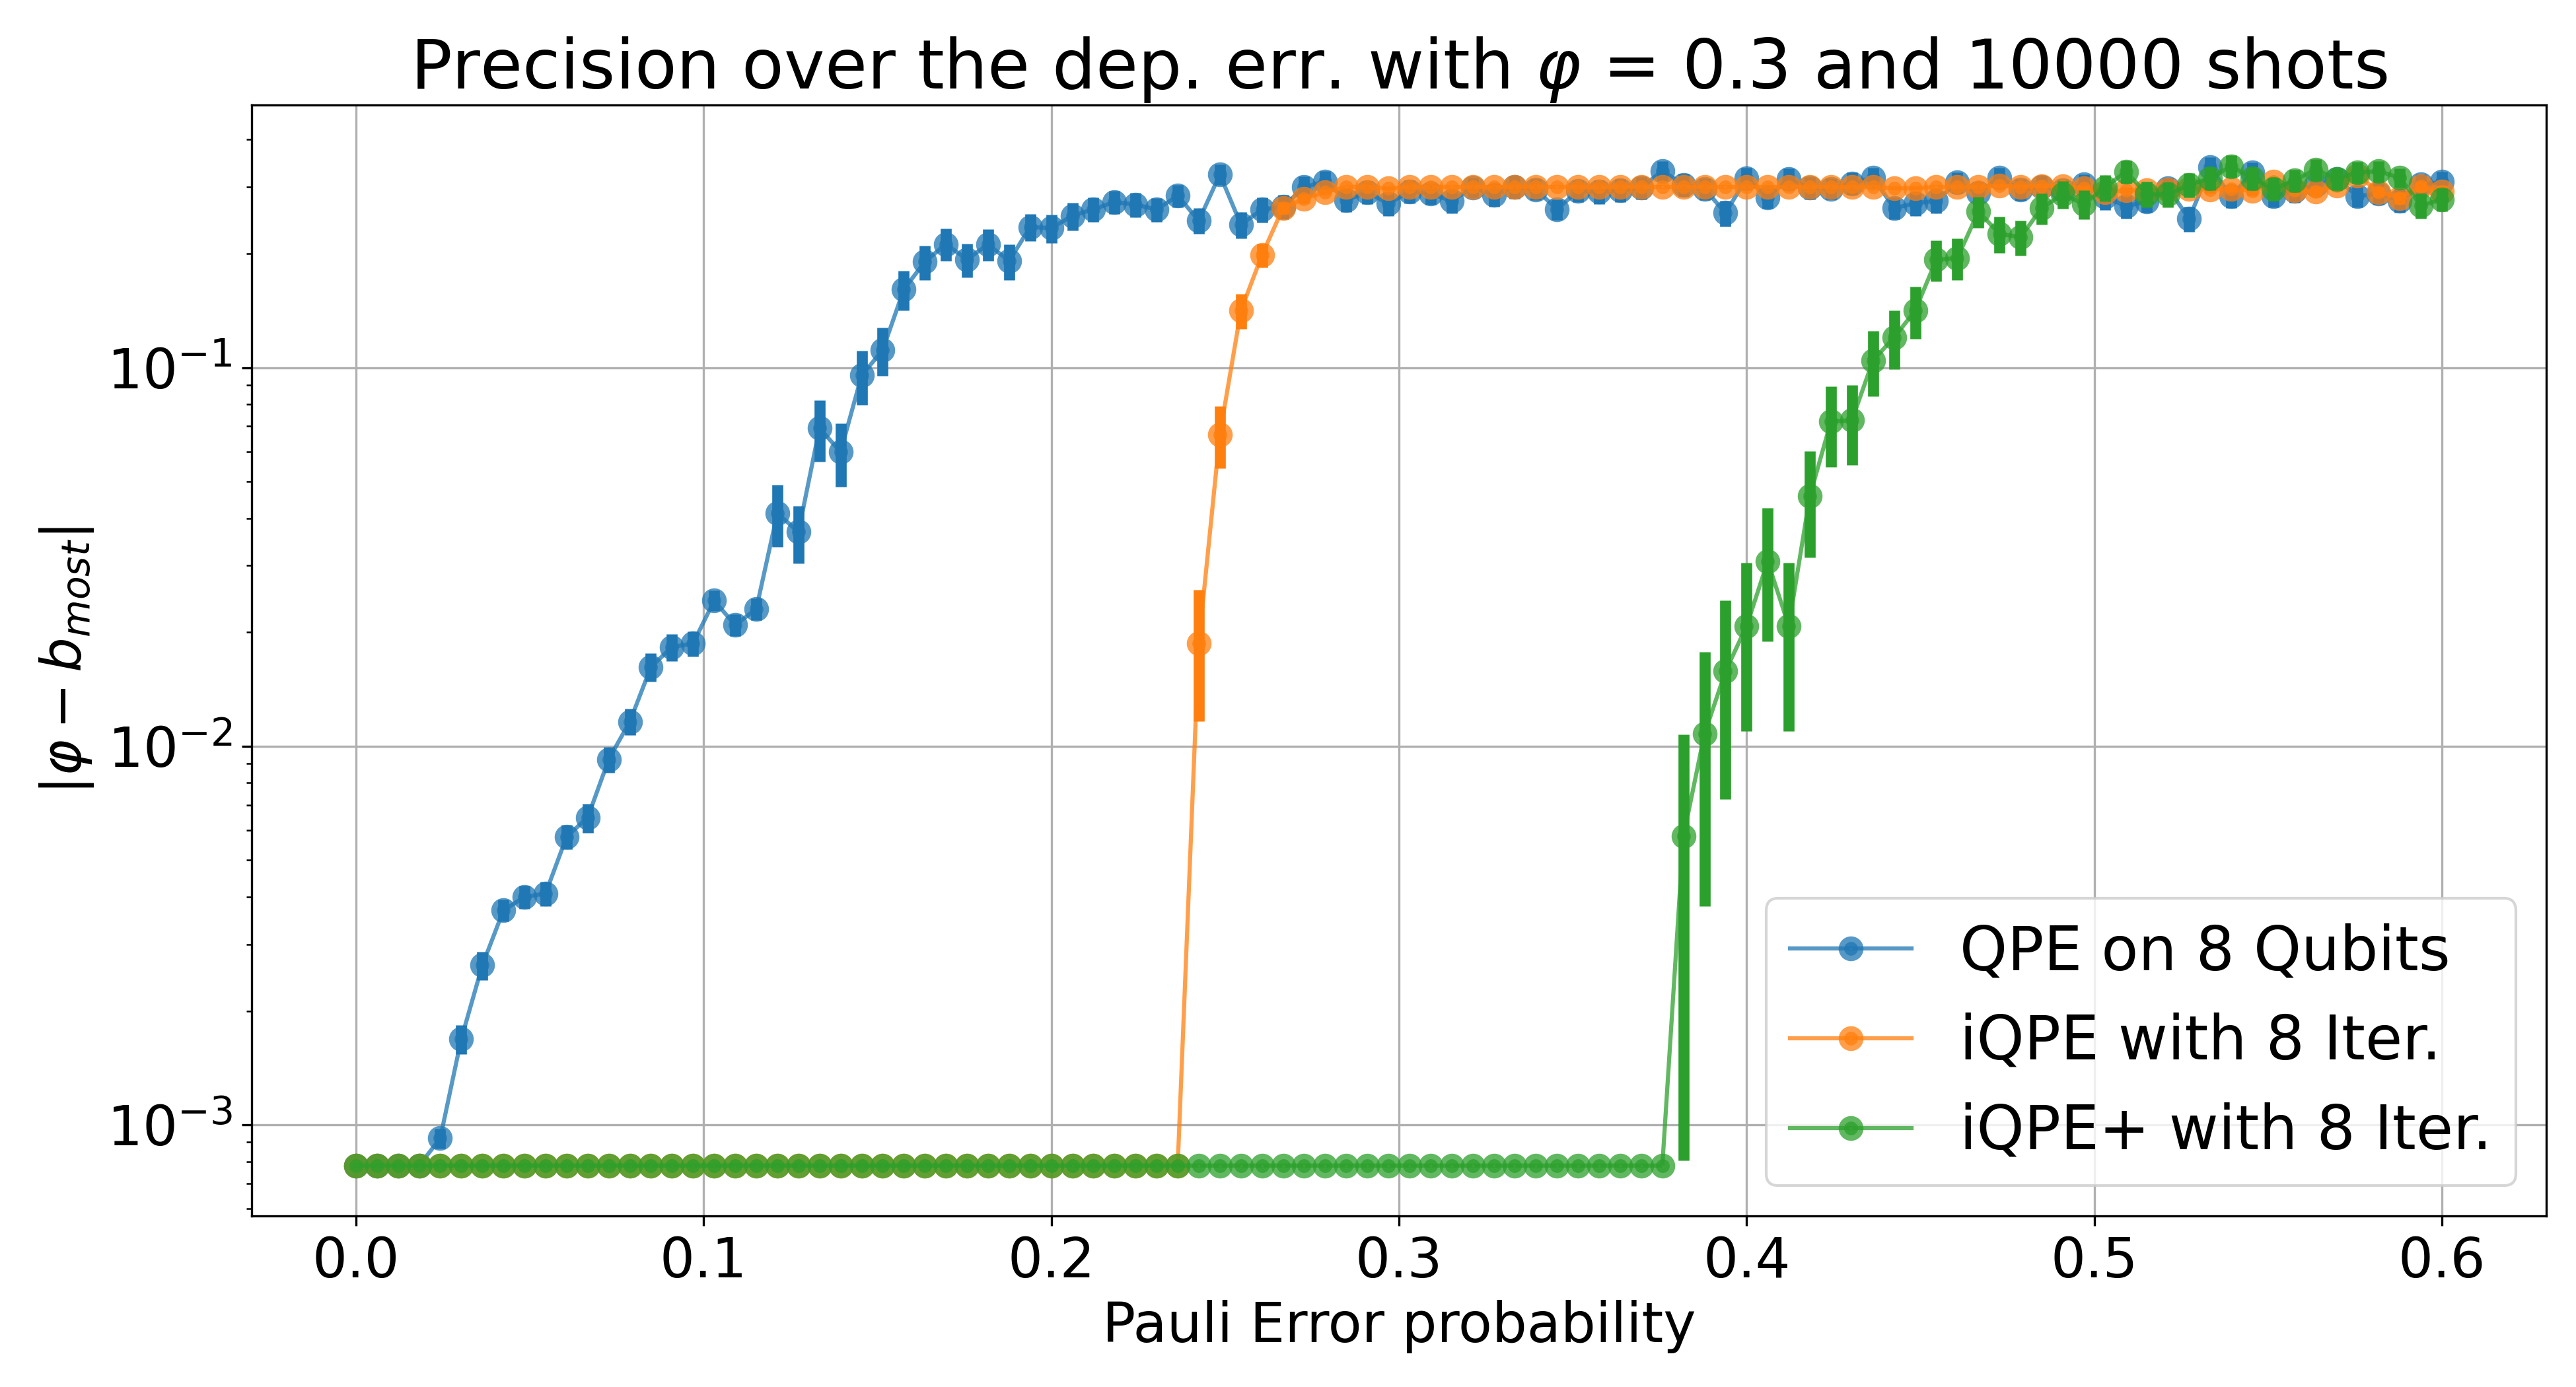 Precision over the dep. err. with φ = 0.3 and 10000 shots
|φ − b_most|
10⁻¹
10⁻²
10⁻³
QPE on 8 Qubits
iQPE with 8 Iter.
iQPE+ with 8 Iter.
0.0 0.1 0.2 0.3 0.4 0.5 0.6
Pauli Error probability